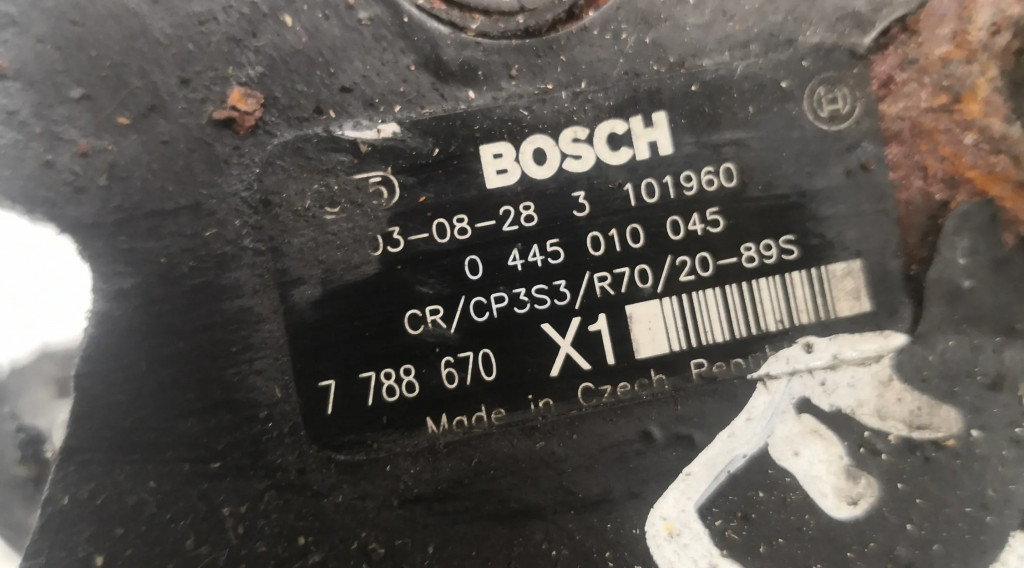 BOSCH
03-08-28 3 101960
0 445 010 045
CR/CP3S3/R70/20-89S
7 788 670 X1
Made in Czech